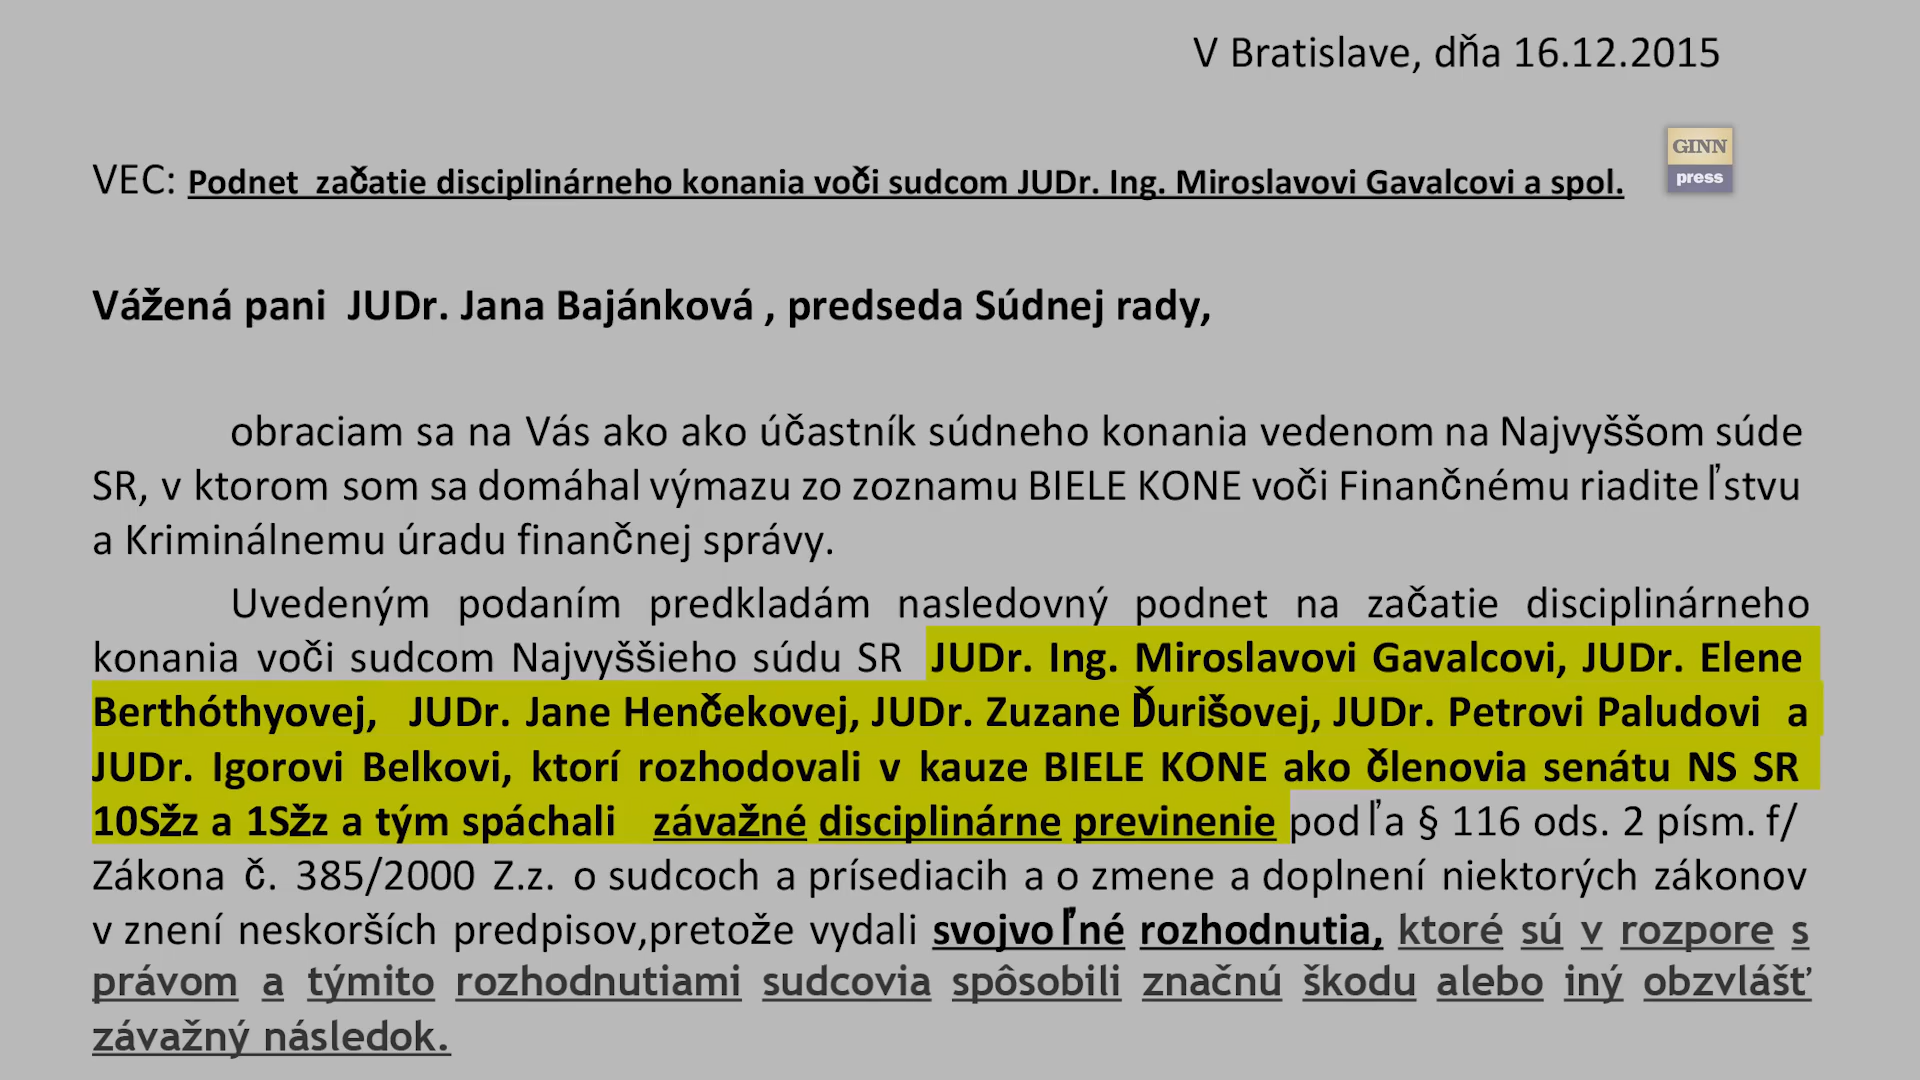 V Bratislave, dňa 16.12.2015
GINN
press
VEC: Podnet začatie disciplinárneho konania voči sudcom JUDr. Ing. Miroslavovi Gavalcovi a spol.
Vážená pani JUDr. Jana Bajánková , predseda Súdnej rady,
obraciam sa na Vás ako ako účastník súdneho konania vedenom na Najvyššom súde
SR, v ktorom som sa domáhal výmazu zo zoznamu BIELE KONE voči Finančnému riaditeľstvu
a Kriminálnemu úradu finančnej správy.
Uvedeným podaním predkladám nasledovný podnet na začatie disciplinárneho
konania voči sudcom Najvyššieho súdu SR JUDr. Ing. Miroslavovi Gavalcovi, JUDr. Elene
Berthóthyovej, JUDr. Jane Henčekovej, JUDr. Zuzane Ďurišovej, JUDr. Petrovi Paludovi a
JUDr. Igorovi Belkovi, ktorí rozhodovali v kauze BIELE KONE ako členovia senátu NS SR
10Sžz a 1Sžz a tým spáchali závažné disciplinárne previnenie podľa § 116 ods. 2 písm. f/
Zákona č. 385/2000 Z.z. o sudcoch a prísediacih a o zmene a doplnení niektorých zákonov
v znení neskorších predpisov,pretože vydali svojvoľné rozhodnutia, ktoré sú v rozpore s
právom a týmito rozhodnutiami sudcovia spôsobili značnú škodu alebo iný obzvlášť
závažný následok.